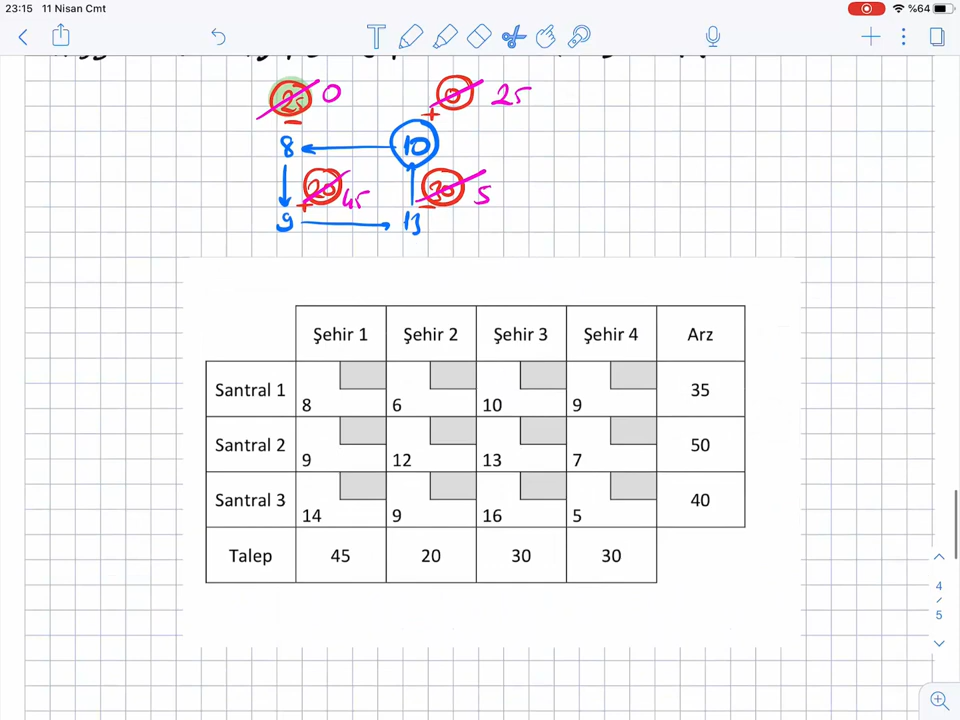 23:15 11 Nisan Cmt %64
25 0 0 25
8 10
20 45 30 5
9 13
Şehir 1 Şehir 2 Şehir 3 Şehir 4 Arz
Santral 1 8 6 10 9 35
Santral 2 9 12 13 7 50
Santral 3 14 9 16 5 40
Talep 45 20 30 30
4
/
5